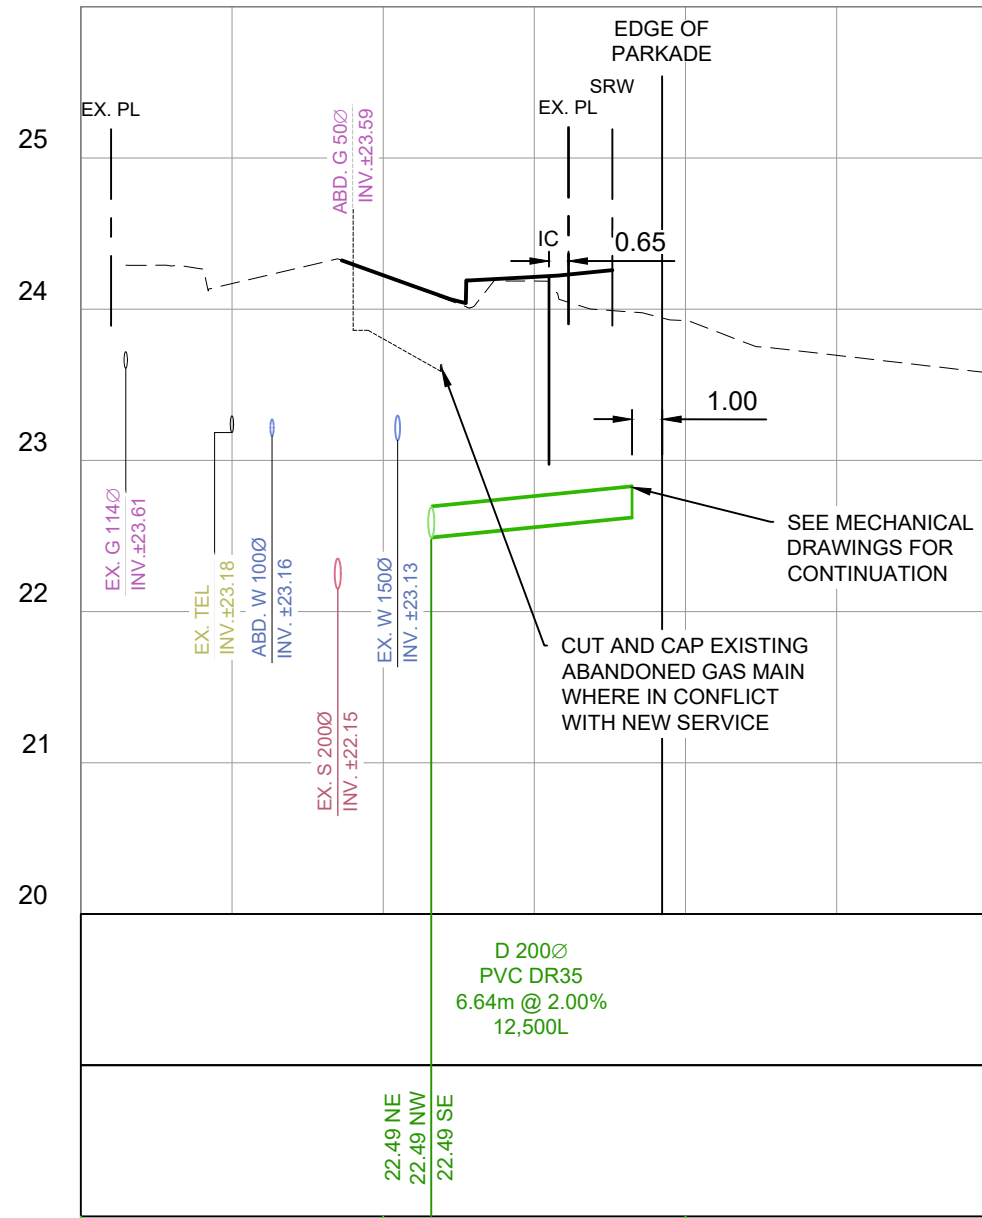 EDGE OF
PARKADE
SRW
EX. PL
EX. PL
25
ABD. G 50Ø
INV.±23.59
IC
0.65
24
1.00
23
EX. G 114Ø
INV.±23.61
EX. TEL
INV.±23.18
ABD. W 100Ø
INV. ±23.16
EX. W 150Ø
INV. ±23.13
SEE MECHANICAL
DRAWINGS FOR
CONTINUATION
22
CUT AND CAP EXISTING
ABANDONED GAS MAIN
WHERE IN CONFLICT
WITH NEW SERVICE
EX. S 200Ø
INV. ±22.15
21
20
D 200Ø
PVC DR35
6.64m @ 2.00%
12,500L
22.49 NE
22.49 NW
22.49 SE